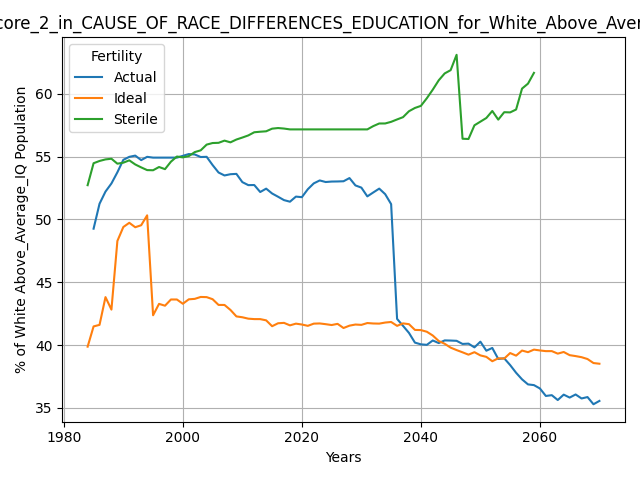 core_2_in_CAUSE_OF_RACE_DIFFERENCES_EDUCATION_for_White_Above_Aver
Fertility
Actual
Ideal
Sterile
% of White Above_Average_IQ Population
60
55
50
45
40
35
1980
2000
2020
2040
2060
Years